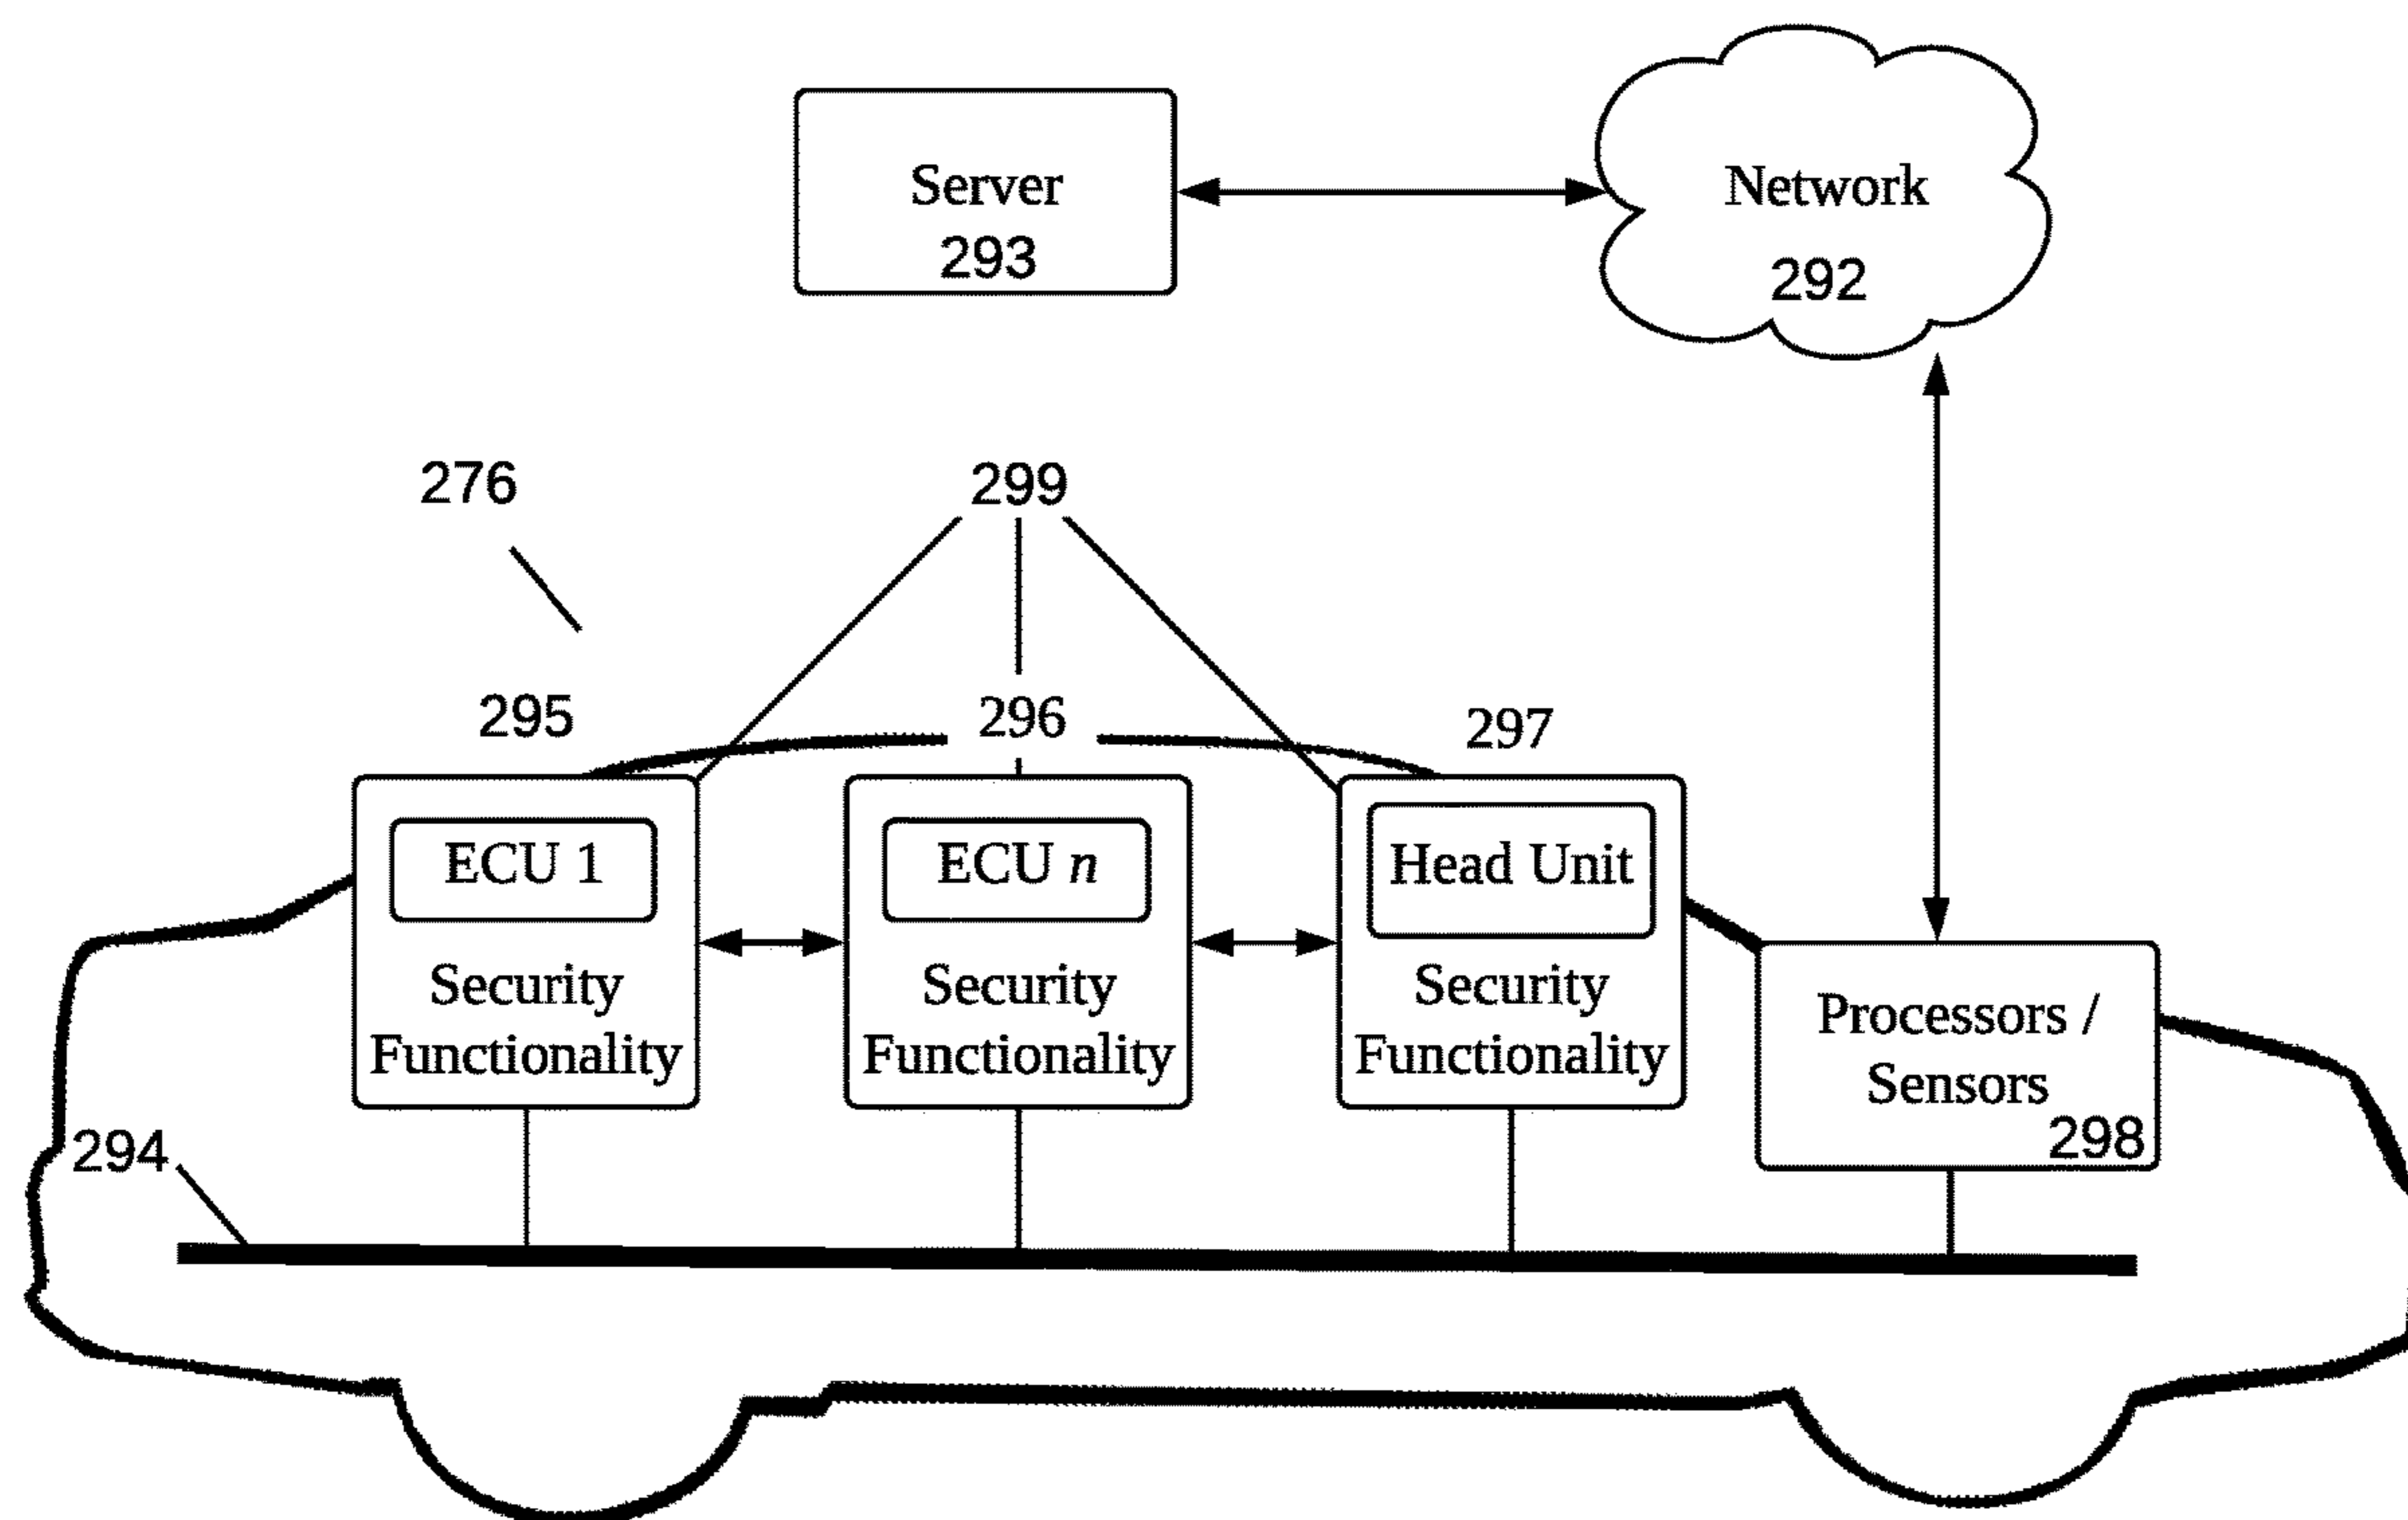 Server
293
Network
292
276
299
295
296
297
ECU 1
Security
Functionality
ECU n
Security
Functionality
Head Unit
Security
Functionality
Processors /
Sensors
298
294